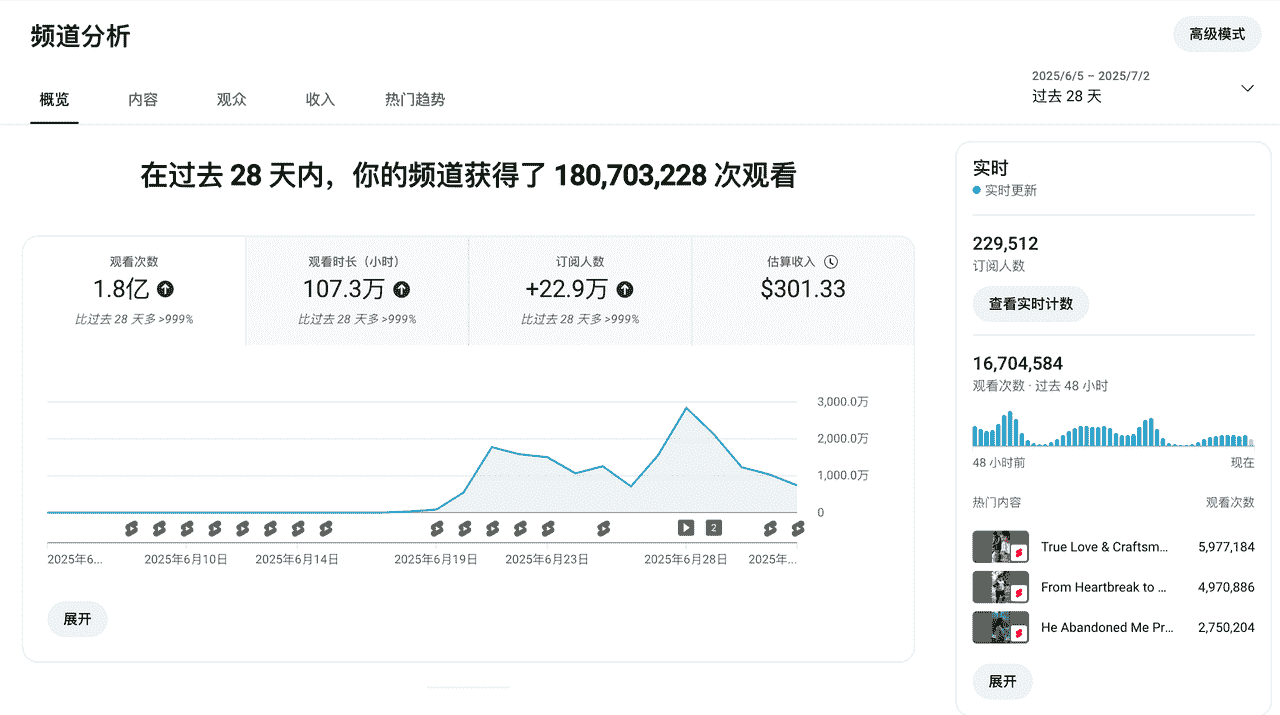 频道分析
高级模式
概览
内容
观众
收入
热门趋势
2025/6/5 – 2025/7/2
过去 28 天
在过去 28 天内，你的频道获得了 180,703,228 次观看
观看次数
1.8亿
比过去 28 天多 >999%
观看时长（小时）
107.3万
比过去 28 天多 >999%
订阅人数
+22.9万
比过去 28 天多 >999%
估算收入
$301.33
3,000.0万
2,000.0万
1,000.0万
0
2
2025年6...
2025年6月10日
2025年6月14日
2025年6月19日
2025年6月23日
2025年6月28日
2025年...
展开
实时
实时更新
229,512
订阅人数
查看实时计数
16,704,584
观看次数 · 过去 48 小时
48 小时前
现在
热门内容
观看次数
True Love & Craftsm...
5,977,184
From Heartbreak to ...
4,970,886
He Abandoned Me Pr...
2,750,204
展开